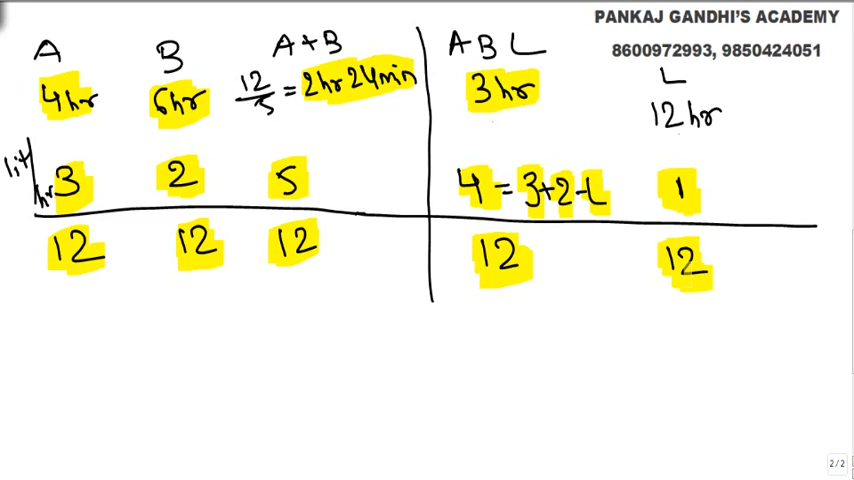 PANKAJ GANDHI'S ACADEMY
8600972993, 9850424051
A B A+B A B L
4hr 6hr 12/5 = 2hr 24min 3hr L
12hr
lit/hr 3 2 5 4 = 3+2-L 1
12 12 12 12 12
2/2